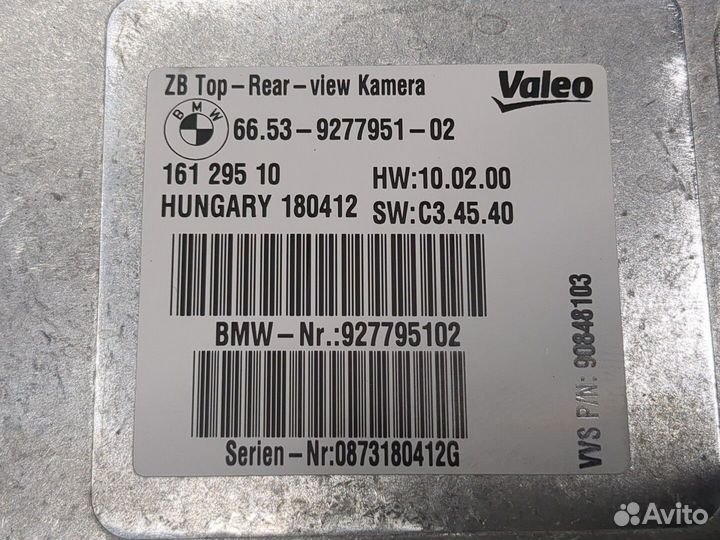 ZB Top-Rear-view Kamera
Valeo
BMW
66.53-9277951-02
161 295 10
HW:10.02.00
HUNGARY 180412
SW:C3.45.40
BMW-Nr.:927795102
Serien-Nr:0873180412G
VVS P/N: 90848103
Avito